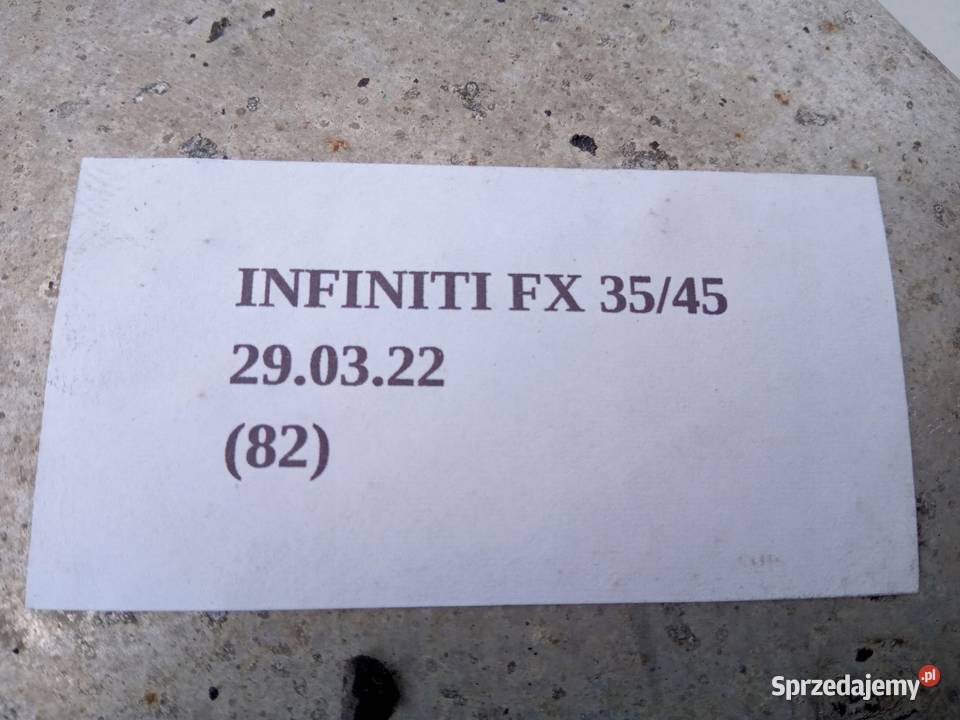 INFINITI FX 35/45
29.03.22
(82)
Sprzedajemy.pl